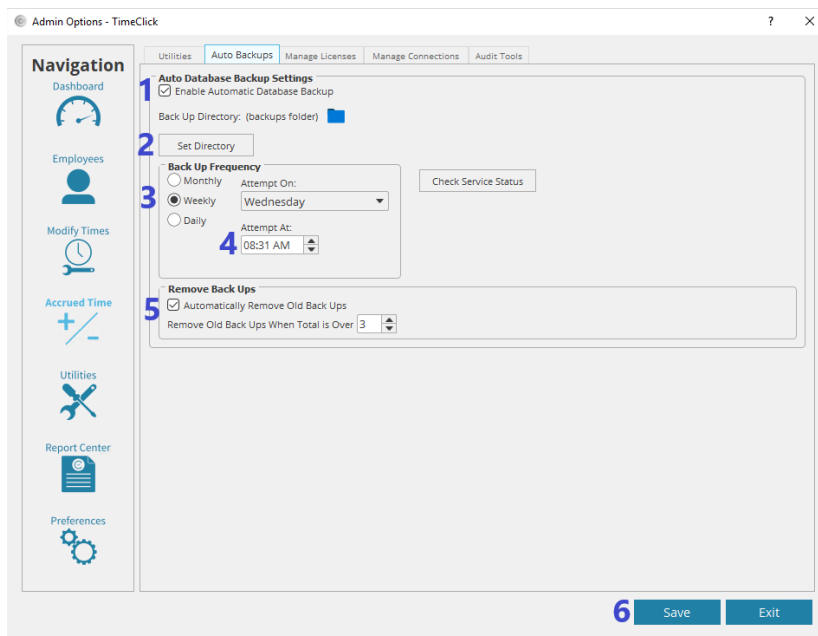 Admin Options - TimeClick
? X
Navigation
Dashboard
Employees
Modify Times
Accrued Time
Utilities
Report Center
Preferences
Utilities Auto Backups Manage Licenses Manage Connections Audit Tools
Auto Database Backup Settings
1 Enable Automatic Database Backup
Back Up Directory: (backups folder)
2 Set Directory
Back Up Frequency
Monthly Attempt On:
3 Weekly Wednesday
Daily Attempt At:
4 08:31 AM
Check Service Status
Remove Back Ups
5 Automatically Remove Old Back Ups
Remove Old Back Ups When Total is Over 3
6 Save Exit